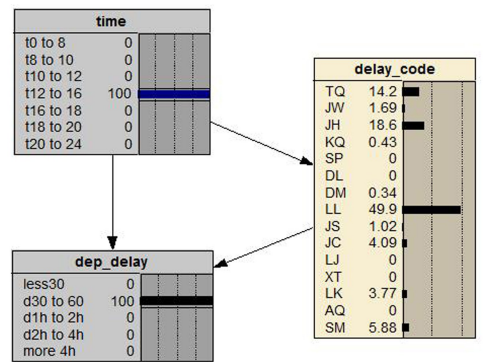 time
t0 to 8 0
t8 to 10 0
t10 to 12 0
t12 to 16 100
t16 to 18 0
t18 to 20 0
t20 to 24 0
delay_code
TQ 14.2
JW 1.69
JH 18.6
KQ 0.43
SP 0
DL 0
DM 0.34
LL 49.9
JS 1.02
JC 4.09
LJ 0
XT 0
LK 3.77
AQ 0
SM 5.88
dep_delay
less30 0
d30 to 60 100
d1h to 2h 0
d2h to 4h 0
more 4h 0